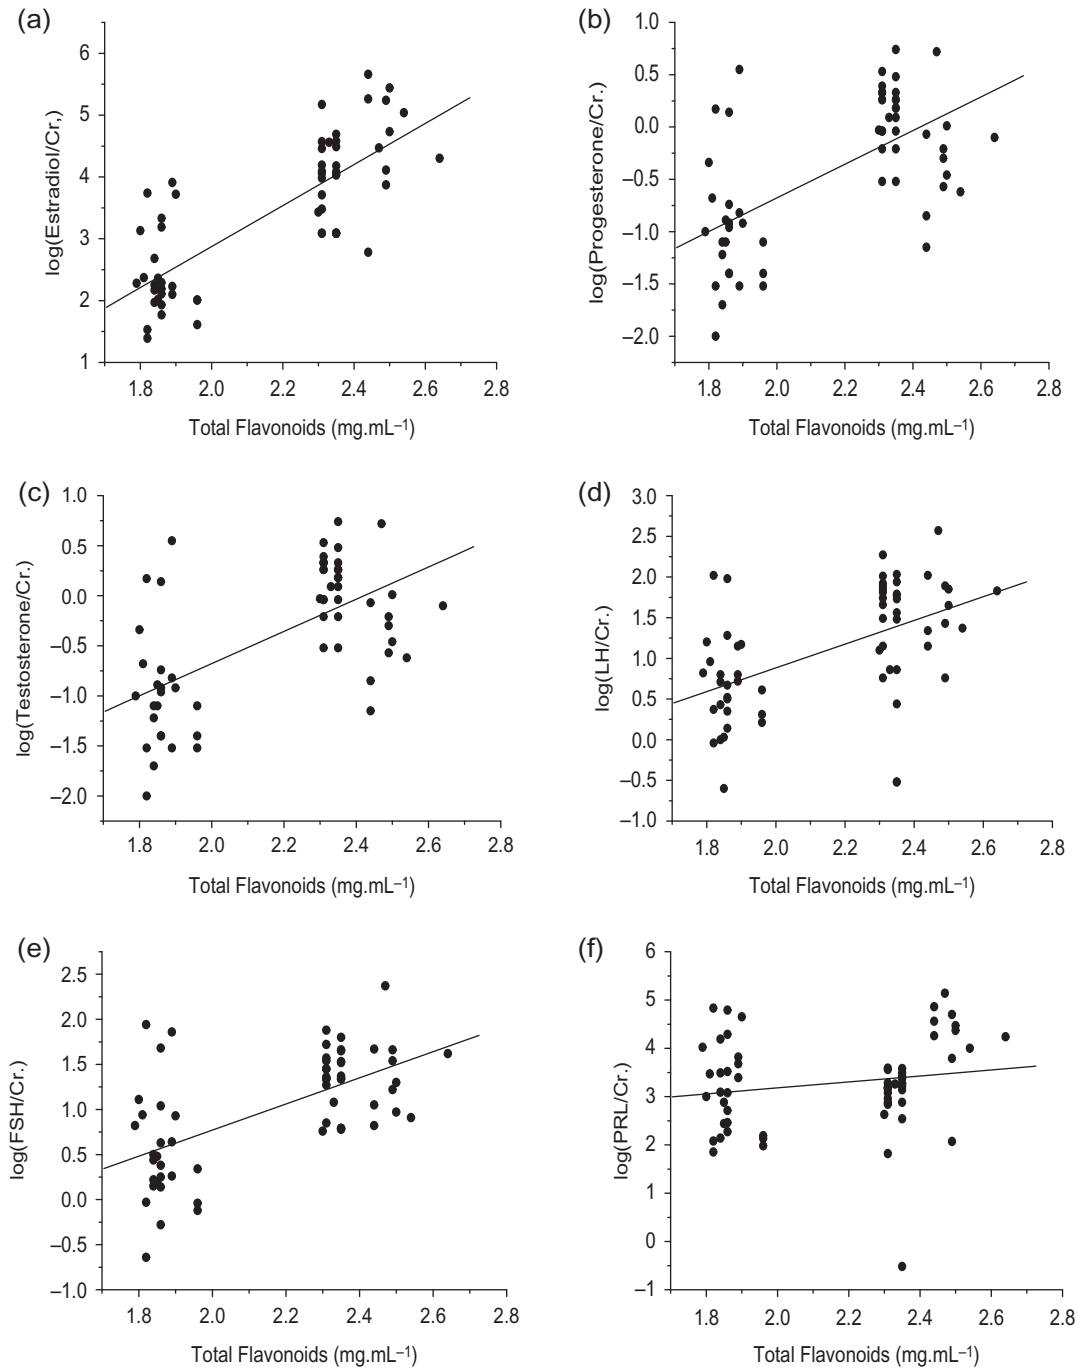 (a)
log(Estradiol/Cr,)
6
5
4
3
2
1
1.8 2.0 2.2 2.4 2.6 2.8
Total Flavonoids (mg.mL⁻¹)
(b)
log(Progesterone/Cr.)
1.0
0.5
0.0
–0.5
–1.0
–1.5
–2.0
1.8 2.0 2.2 2.4 2.6 2.8
Total Flavonoids (mg.mL⁻¹)
(c)
log(Testosterone/Cr.)
1.0
0.5
0.0
–0.5
–1.0
–1.5
–2.0
1.8 2.0 2.2 2.4 2.6 2.8
Total Flavonoids (mg.mL⁻¹)
(d)
log(LH/Cr.)
3.0
2.5
2.0
1.5
1.0
0.5
0.0
–0.5
–1.0
1.8 2.0 2.2 2.4 2.6 2.8
Total Flavonoids (mg.mL⁻¹)
(e)
log(FSH/Cr.)
2.5
2.0
1.5
1.0
0.5
0.0
–0.5
–1.0
1.8 2.0 2.2 2.4 2.6 2.8
Total Flavonoids (mg.mL⁻¹)
(f)
log(PRL/Cr.)
6
5
4
3
2
1
0
–1
1.8 2.0 2.2 2.4 2.6 2.8
Total Flavonoids (mg.mL⁻¹)